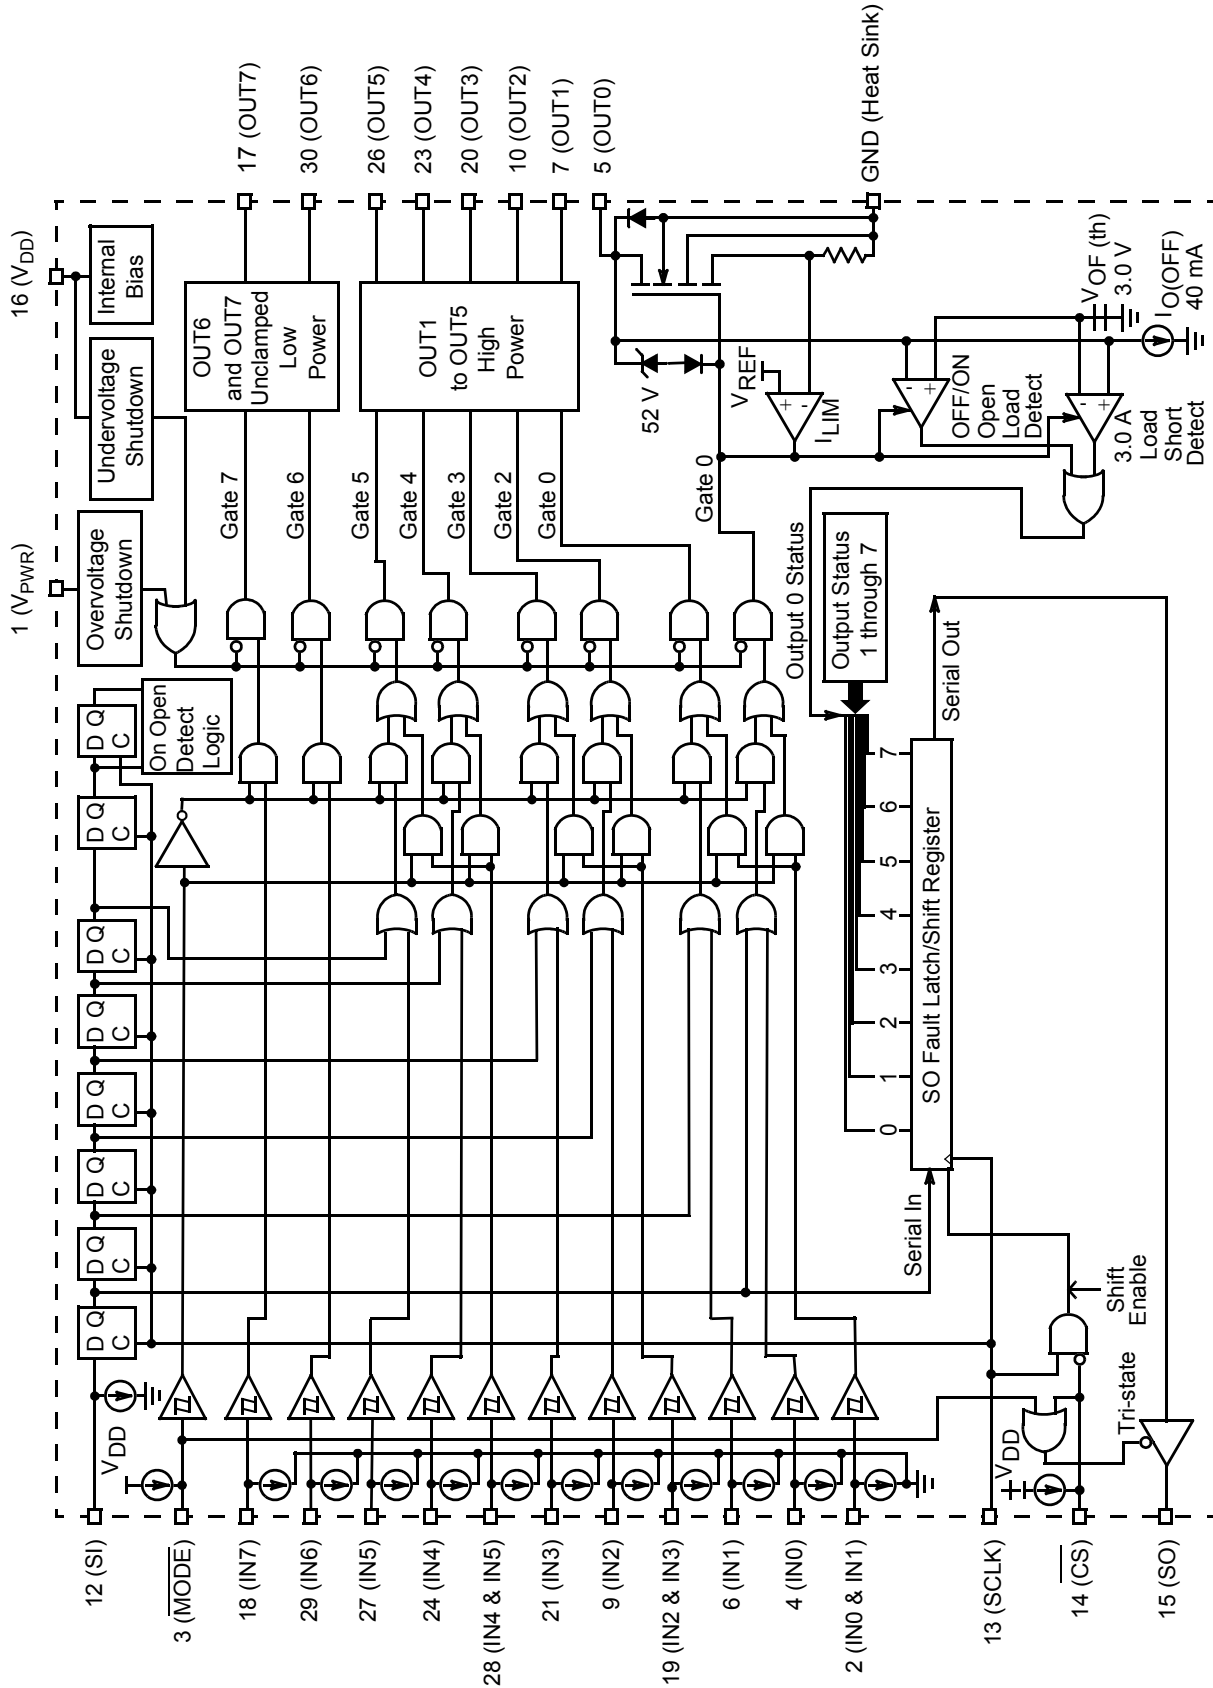 16 (VDD)
1 (VPWR)
Internal
Bias
Undervoltage
Shutdown
Overvoltage
Shutdown
On Open
Detect
Logic
D Q
C
D Q
C
D Q
C
D Q
C
D Q
C
D Q
C
D Q
C
D Q
C
VDD
12 (SI)
3 (MODE)
18 (IN7)
29 (IN6)
27 (IN5)
24 (IN4)
28 (IN4 & IN5)
21 (IN3)
9 (IN2)
19 (IN2 & IN3)
6 (IN1)
4 (IN0)
2 (IN0 & IN1)
13 (SCLK)
14 (CS)
15 (SO)
VDD
Tri-state
Shift
Enable
Serial In
SO Fault Latch/Shift Register
0
1
2
3
4
5
6
7
Serial Out
Output Status
1 through 7
Output 0 Status
Gate 7
Gate 6
Gate 5
Gate 4
Gate 3
Gate 2
Gate 0
Gate 0
OUT6
and OUT7
Unclamped
Low
Power
OUT1
to OUT5
High
Power
52 V
VREF
+
-
ILIM
-
+
OFF/ON
Open
Load
Detect
-
+
3.0 A
Load
Short
Detect
VOF (th)
3.0 V
IO(OFF)
40 mA
17 (OUT7)
30 (OUT6)
26 (OUT5)
23 (OUT4)
20 (OUT3)
10 (OUT2)
7 (OUT1)
5 (OUT0)
GND (Heat Sink)